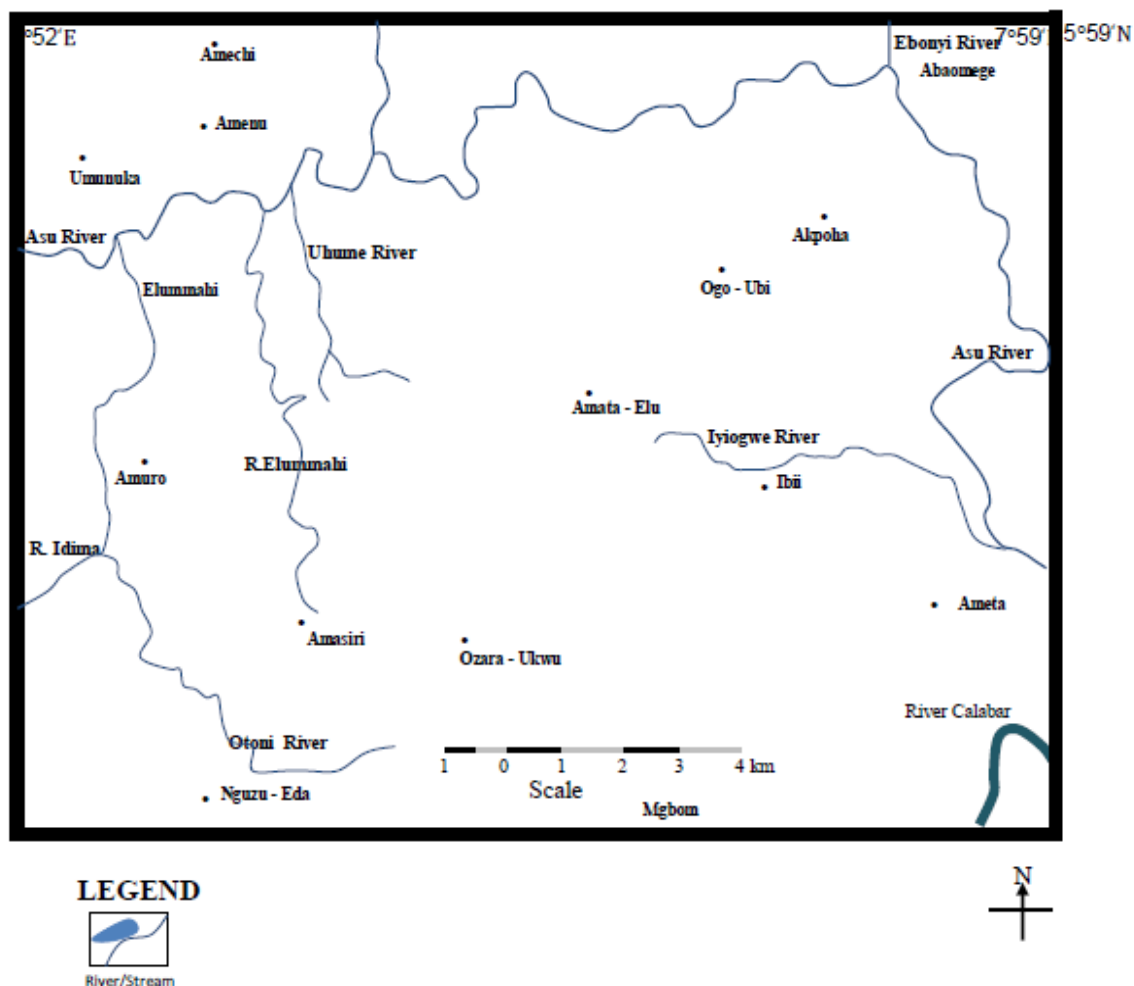 °52′E
7°59′
5°59′N
Amechi
Ebonyi River
Abaomege
Amenu
Umunuka
Asu River
Uhume River
Akpoha
Elummahi
Ogo - Ubi
Asu River
Amata - Elu
Iyiogwe River
R.Elummahi
Amuro
Ibii
R. Idima
Ameta
Amasiri
Ozara - Ukwu
River Calabar
Otoni River
1 0 1 2 3 4 km
Scale
Nguzu - Eda
Mgbom
LEGEND
N
River/Stream